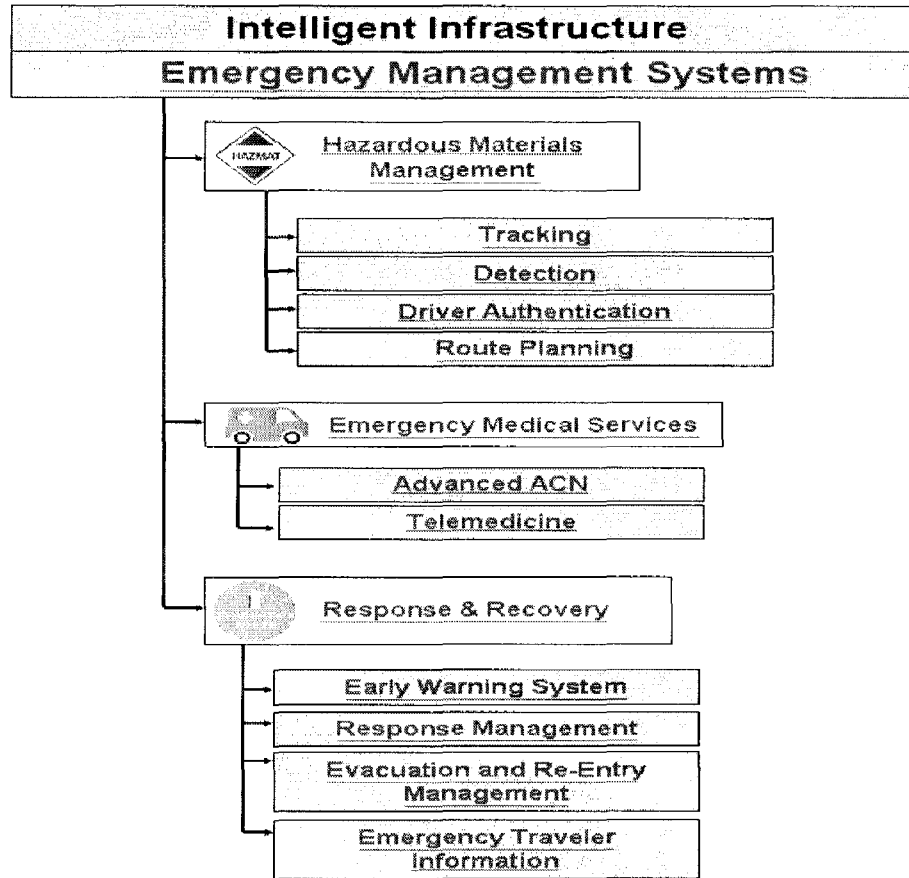 Intelligent Infrastructure
Emergency Management Systems
HAZMAT
Hazardous Materials
Management
Tracking
Detection
Driver Authentication
Route Planning
Emergency Medical Services
Advanced ACN
Telemedicine
Response & Recovery
Early Warning System
Response Management
Evacuation and Re-Entry
Management
Emergency Traveler
Information